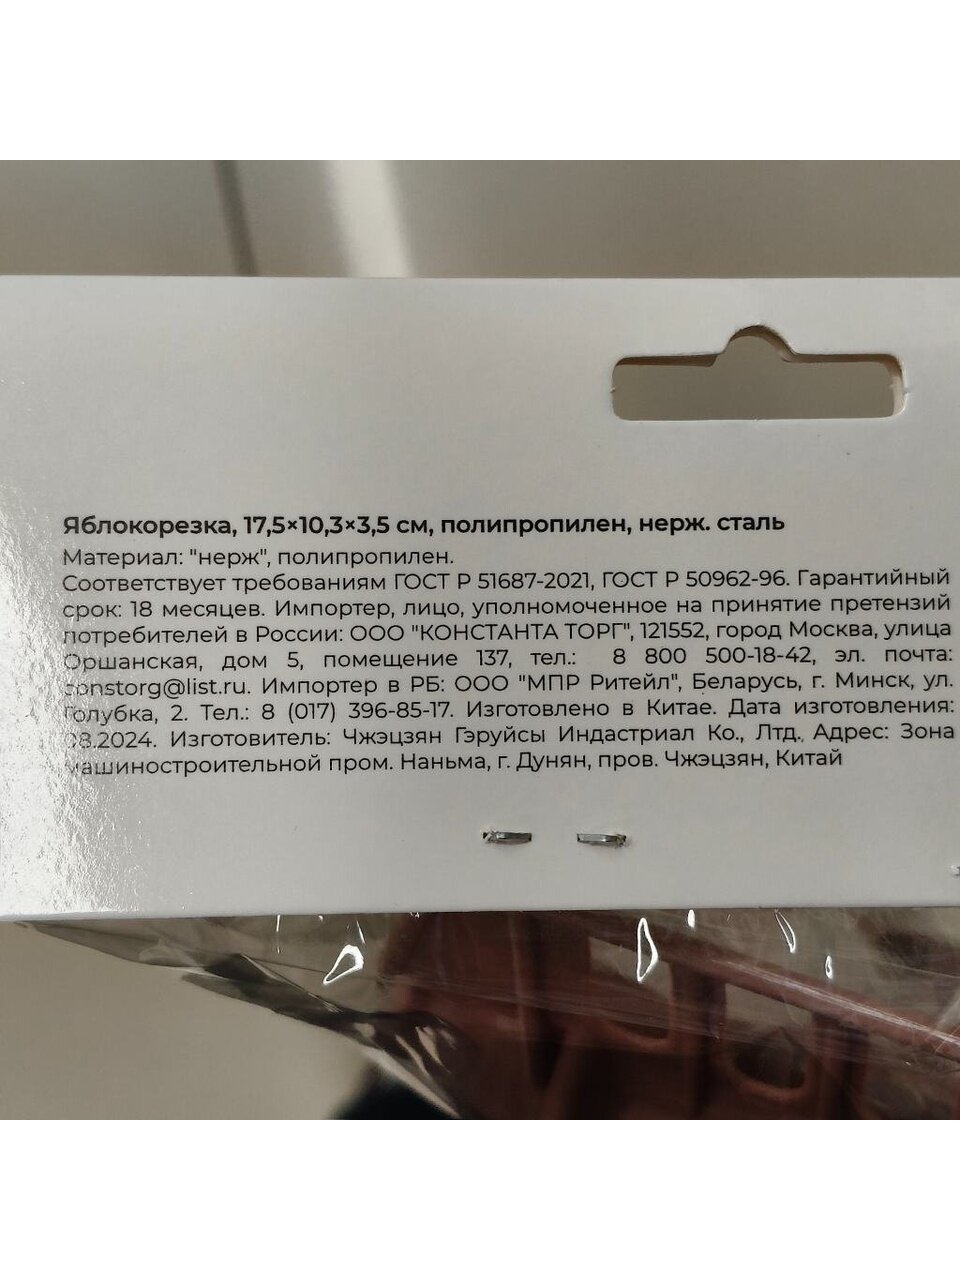 Яблокорезка, 17,5×10,3×3,5 см, полипропилен, нерж. сталь
Материал: "нерж", полипропилен.
Соответствует требованиям ГОСТ Р 51687-2021, ГОСТ Р 50962-96. Гарантийный
срок: 18 месяцев. Импортер, лицо, уполномоченное на принятие претензий
потребителей в России: ООО "КОНСТАНТА ТОРГ", 121552, город Москва, улица
Оршанская, дом 5, помещение 137, тел.: 8 800 500-18-42, эл. почта:
constorg@list.ru. Импортер в РБ: ООО "МПР Ритейл", Беларусь, г. Минск, ул.
Голубка, 2. Тел.: 8 (017) 396-85-17. Изготовлено в Китае. Дата изготовления:
08.2024. Изготовитель: Чжэцзян Гэруйсы Индастриал Ко., Лтд. Адрес: Зона
машиностроительной пром. Наньма, г. Дунян, пров. Чжэцзян, Китай